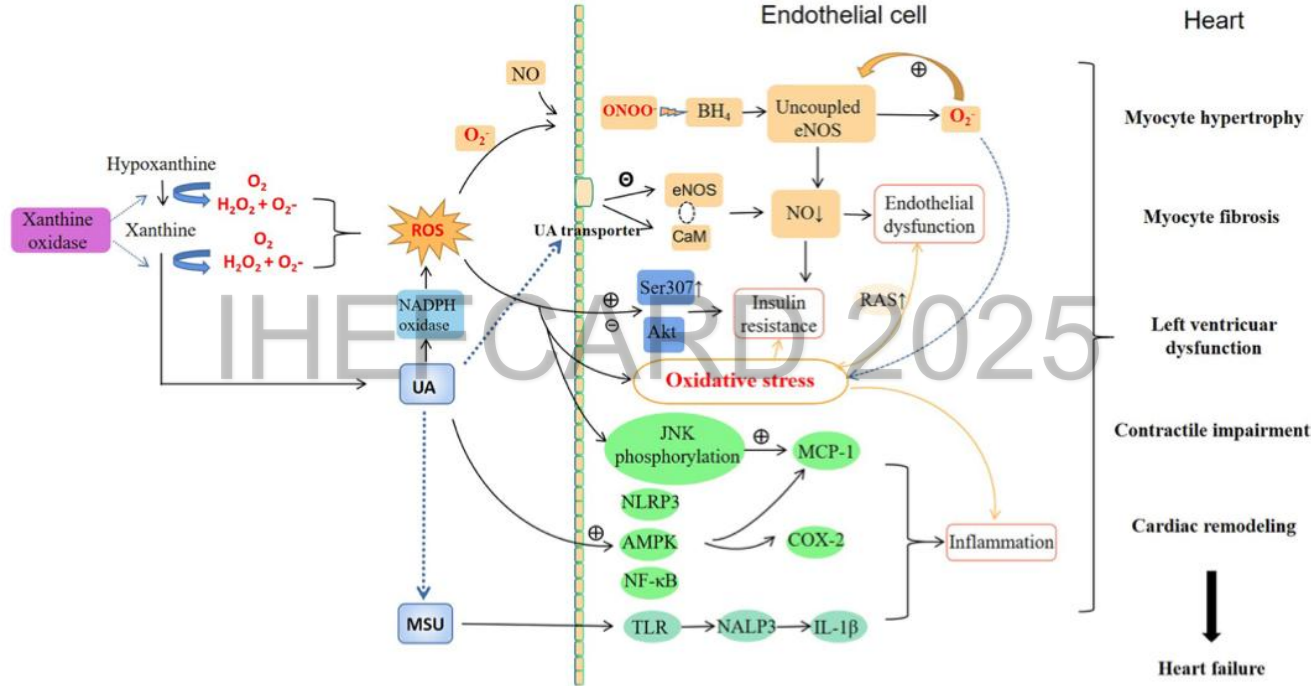 Endothelial cell
Heart
NO
O₂⁻
ONOO⁻
BH₄
Uncoupled
eNOS
⊕
O₂⁻
Myocyte hypertrophy
Hypoxanthine
O₂
H₂O₂ + O₂-
Xanthine
oxidase
Xanthine
O₂
H₂O₂ + O₂-
ROS
UA transporter
Θ
eNOS
CaM
NO↓
Endothelial
dysfunction
Myocyte fibrosis
NADPH
oxidase
⊕
⊖
Ser307↑
Akt
Insulin
resistance
RAS↑
Left ventricuar
dysfunction
IHEFCARD 2025
UA
Oxidative stress
JNK
phosphorylation
⊕
MCP-1
Contractile impairment
NLRP3
⊕
AMPK
COX-2
NF-κB
Inflammation
Cardiac remodeling
MSU
TLR
NALP3
IL-1β
Heart failure